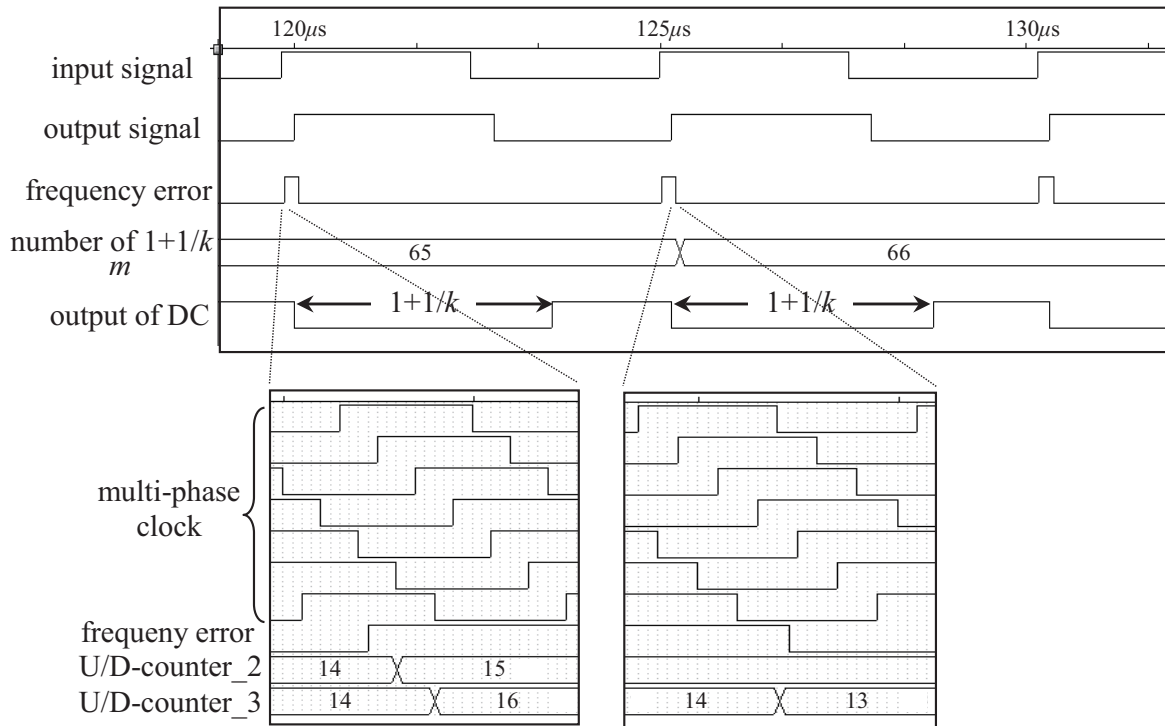 120μs 125μs 130μs
input signal
output signal
frequency error
number of 1+1/k
m
65 66
output of DC
1+1/k 1+1/k
multi-phase
clock
frequeny error
U/D-counter_2
14 15
U/D-counter_3
14 16 14 13